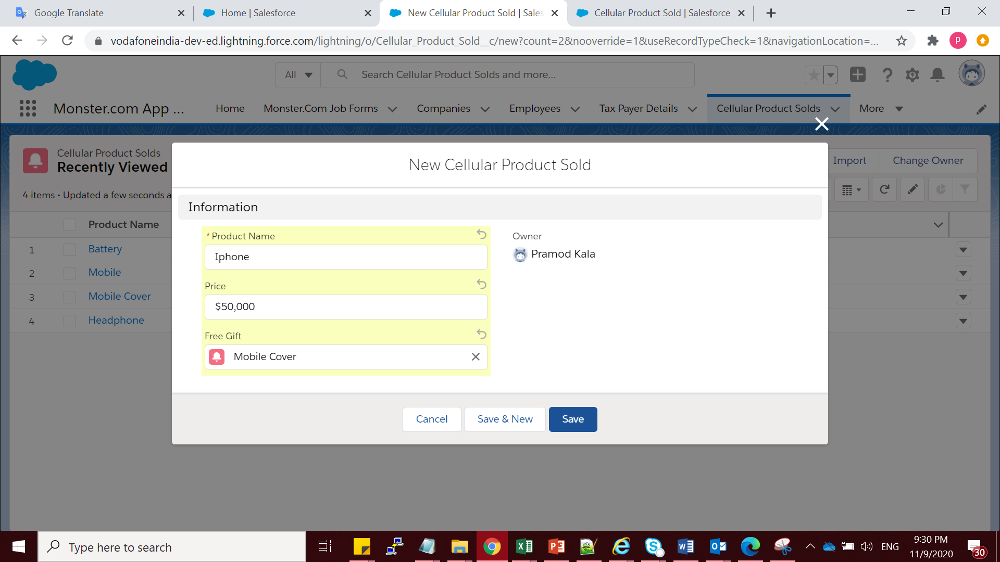 Google Translate
Home | Salesforce
New Cellular Product Sold | Sales
Cellular Product Sold | Salesforce
vodafoneindia-dev-ed.lightning.force.com/lightning/o/Cellular_Product_Sold__c/new?count=2&nooverride=1&useRecordTypeCheck=1&navigationLocation=...
P
All
Search Cellular Product Solds and more...
Monster.com App ...
Home
Monster.Com Job Forms
Companies
Employees
Tax Payer Details
Cellular Product Solds
More
Cellular Product Solds
Recently Viewed
Import
Change Owner
4 items • Updated a few seconds a
Product Name
1 Battery
2 Mobile
3 Mobile Cover
4 Headphone
New Cellular Product Sold
Information
* Product Name
Iphone
Price
$50,000
Free Gift
Mobile Cover
Owner
Pramod Kala
Cancel
Save & New
Save
Type here to search
ENG
9:30 PM
11/9/2020
30